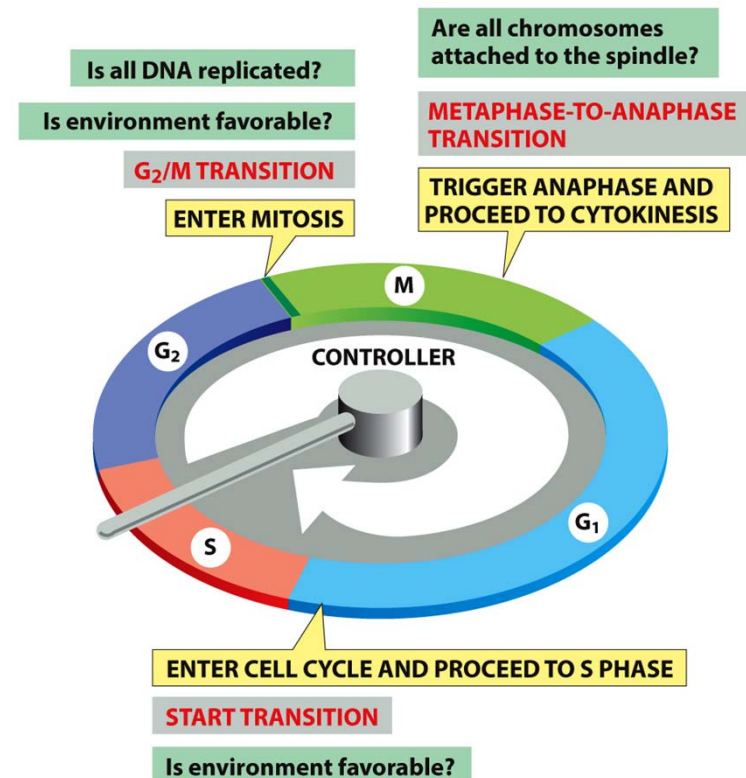 Is all DNA replicated?
Is environment favorable?
G₂/M TRANSITION
ENTER MITOSIS
Are all chromosomes
attached to the spindle?
METAPHASE-TO-ANAPHASE
TRANSITION
TRIGGER ANAPHASE AND
PROCEED TO CYTOKINESIS
M
G₂
CONTROLLER
G₁
S
ENTER CELL CYCLE AND PROCEED TO S PHASE
START TRANSITION
Is environment favorable?